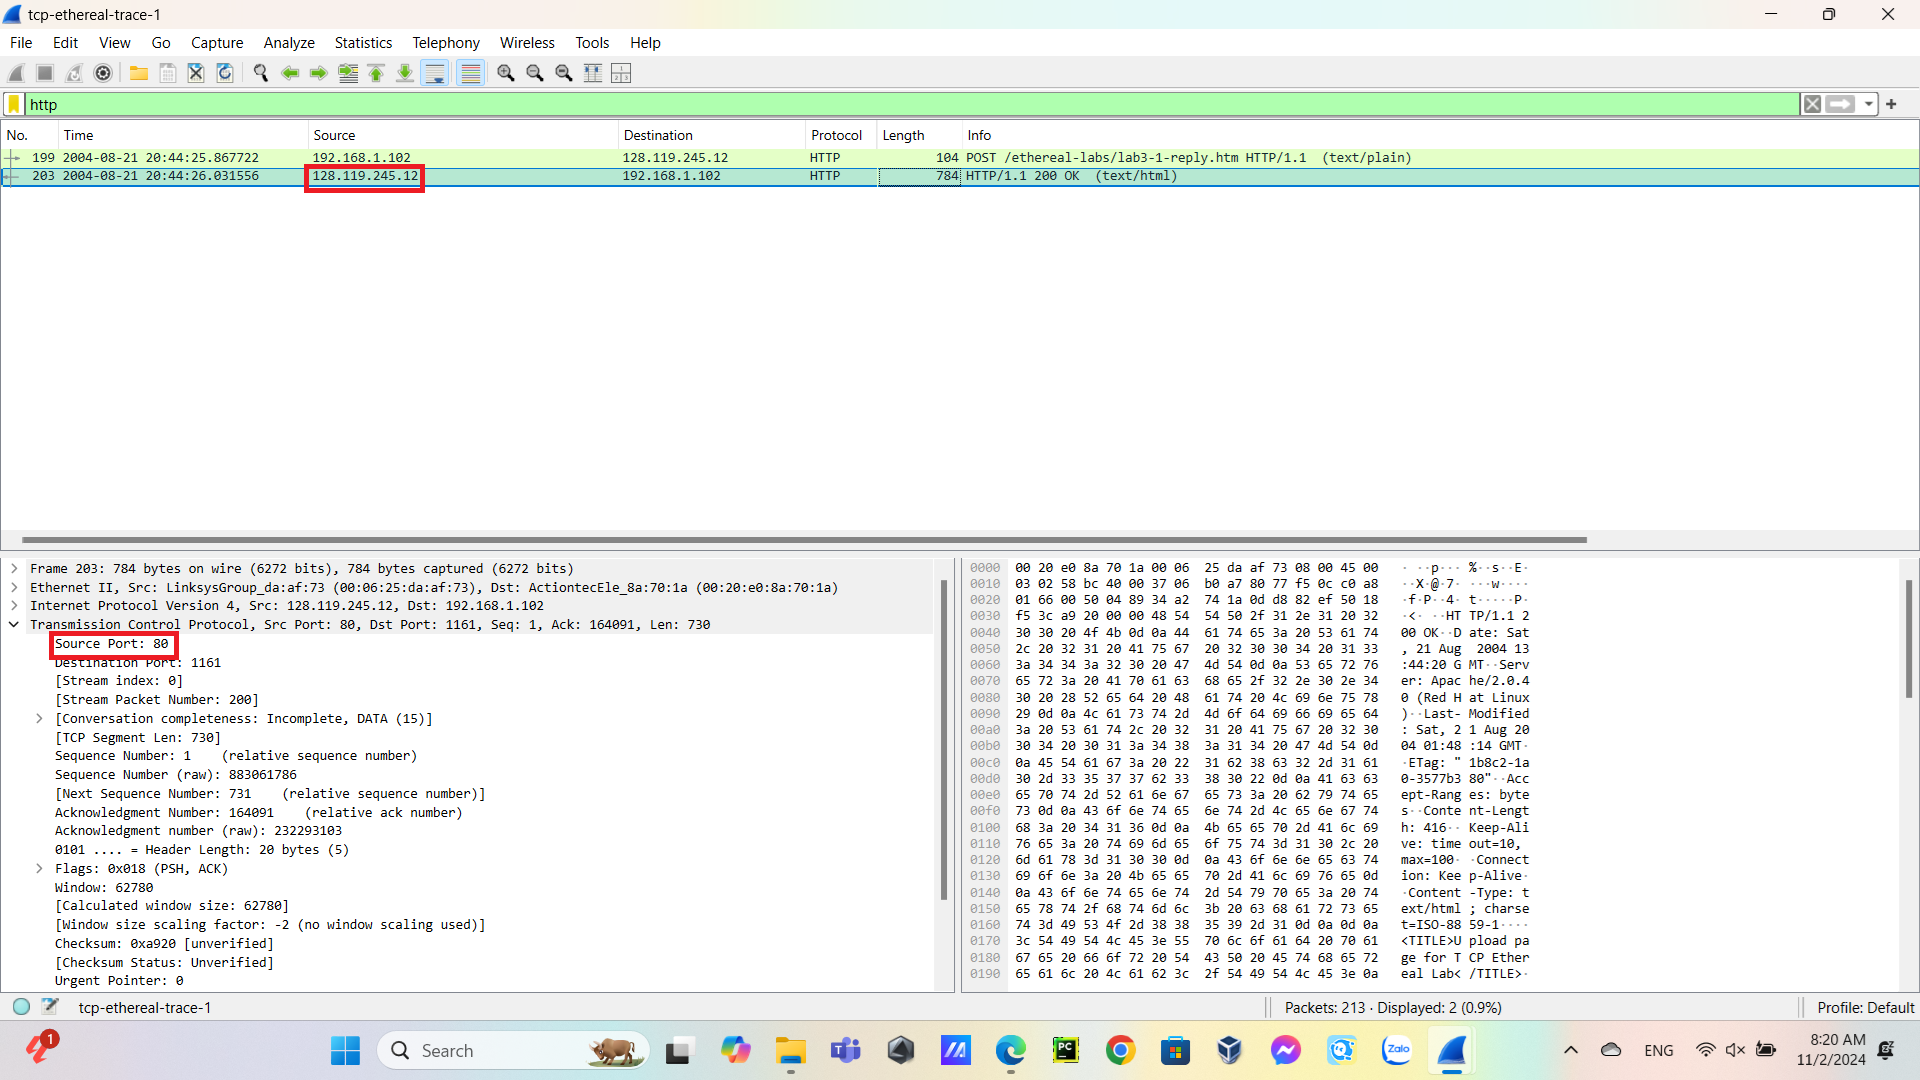 tcp-ethereal-trace-1
File Edit View Go Capture Analyze Statistics Telephony Wireless Tools Help
http
No. Time Source Destination Protocol Length Info
199 2004-08-21 20:44:25.867722 192.168.1.102 128.119.245.12 HTTP 104 POST /ethereal-labs/lab3-1-reply.htm HTTP/1.1 (text/plain)
203 2004-08-21 20:44:26.031556 128.119.245.12 192.168.1.102 HTTP 784 HTTP/1.1 200 OK (text/html)
Frame 203: 784 bytes on wire (6272 bits), 784 bytes captured (6272 bits)
Ethernet II, Src: LinksysGroup_da:af:73 (00:06:25:da:af:73), Dst: ActiontecEle_8a:70:1a (00:20:e0:8a:70:1a)
Internet Protocol Version 4, Src: 128.119.245.12, Dst: 192.168.1.102
Transmission Control Protocol, Src Port: 80, Dst Port: 1161, Seq: 1, Ack: 164091, Len: 730
Source Port: 80
Destination Port: 1161
[Stream index: 0]
[Stream Packet Number: 200]
[Conversation completeness: Incomplete, DATA (15)]
[TCP Segment Len: 730]
Sequence Number: 1 (relative sequence number)
Sequence Number (raw): 883061786
[Next Sequence Number: 731 (relative sequence number)]
Acknowledgment Number: 164091 (relative ack number)
Acknowledgment number (raw): 232293103
0101 .... = Header Length: 20 bytes (5)
Flags: 0x018 (PSH, ACK)
Window: 62780
[Calculated window size: 62780]
[Window size scaling factor: -2 (no window scaling used)]
Checksum: 0xa920 [unverified]
[Checksum Status: Unverified]
Urgent Pointer: 0
0000 00 20 e0 8a 70 1a 00 06 25 da af 73 08 00 45 00 · ··p··· %··s··E·
0010 03 02 58 bc 40 00 37 06 b0 a7 80 77 f5 0c c0 a8 ··X·@·7· ···w····
0020 01 66 00 50 04 89 34 a2 74 1a 0d d8 82 ef 50 18 ·f·P··4· t·····P·
0030 f5 3c a9 20 00 00 48 54 54 50 2f 31 2e 31 20 32 ·<· ··HT TP/1.1 2
0040 30 30 20 4f 4b 0d 0a 44 61 74 65 3a 20 53 61 74 00 OK··D ate: Sat
0050 2c 20 32 31 20 41 75 67 20 32 30 30 34 20 31 33 , 21 Aug 2004 13
0060 3a 34 34 3a 32 30 20 47 4d 54 0d 0a 53 65 72 76 :44:20 G MT··Serv
0070 65 72 3a 20 41 70 61 63 68 65 2f 32 2e 30 2e 34 er: Apac he/2.0.4
0080 30 20 28 52 65 64 20 48 61 74 20 4c 69 6e 75 78 0 (Red H at Linux
0090 29 0d 0a 4c 61 73 74 2d 4d 6f 64 69 66 69 65 64 )··Last- Modified
00a0 3a 20 53 61 74 2c 20 32 31 20 41 75 67 20 32 30 : Sat, 2 1 Aug 20
00b0 30 34 20 30 31 3a 34 38 3a 31 34 20 47 4d 54 0d 04 01:48 :14 GMT·
00c0 0a 45 54 61 67 3a 20 22 31 62 38 63 32 2d 31 61 ·ETag: " 1b8c2-1a
00d0 30 2d 33 35 37 37 62 33 38 30 22 0d 0a 41 63 63 0-3577b3 80"··Acc
00e0 65 70 74 2d 52 61 6e 67 65 73 3a 20 62 79 74 65 ept-Rang es: byte
00f0 73 0d 0a 43 6f 6e 74 65 6e 74 2d 4c 65 6e 67 74 s··Conte nt-Lengt
0100 68 3a 20 34 31 36 0d 0a 4b 65 65 70 2d 41 6c 69 h: 416·· Keep-Ali
0110 76 65 3a 20 74 69 6d 65 6f 75 74 3d 31 30 2c 20 ve: time out=10,
0120 6d 61 78 3d 31 30 30 0d 0a 43 6f 6e 6e 65 63 74 max=100· ·Connect
0130 69 6f 6e 3a 20 4b 65 65 70 2d 41 6c 69 76 65 0d ion: Kee p-Alive·
0140 0a 43 6f 6e 74 65 6e 74 2d 54 79 70 65 3a 20 74 ·Content -Type: t
0150 65 78 74 2f 68 74 6d 6c 3b 20 63 68 61 72 73 65 ext/html ; charse
0160 74 3d 49 53 4f 2d 38 38 35 39 2d 31 0d 0a 0d 0a t=ISO-88 59-1····
0170 3c 54 49 54 4c 45 3e 55 70 6c 6f 61 64 20 70 61 <TITLE>U pload pa
0180 67 65 20 66 6f 72 20 54 43 50 20 45 74 68 65 72 ge for T CP Ether
0190 65 61 6c 20 4c 61 62 3c 2f 54 49 54 4c 45 3e 0a eal Lab< /TITLE>·
tcp-ethereal-trace-1 Packets: 213 · Displayed: 2 (0.9%) Profile: Default
1 Search PC Zalo ENG 8:20 AM
11/2/2024